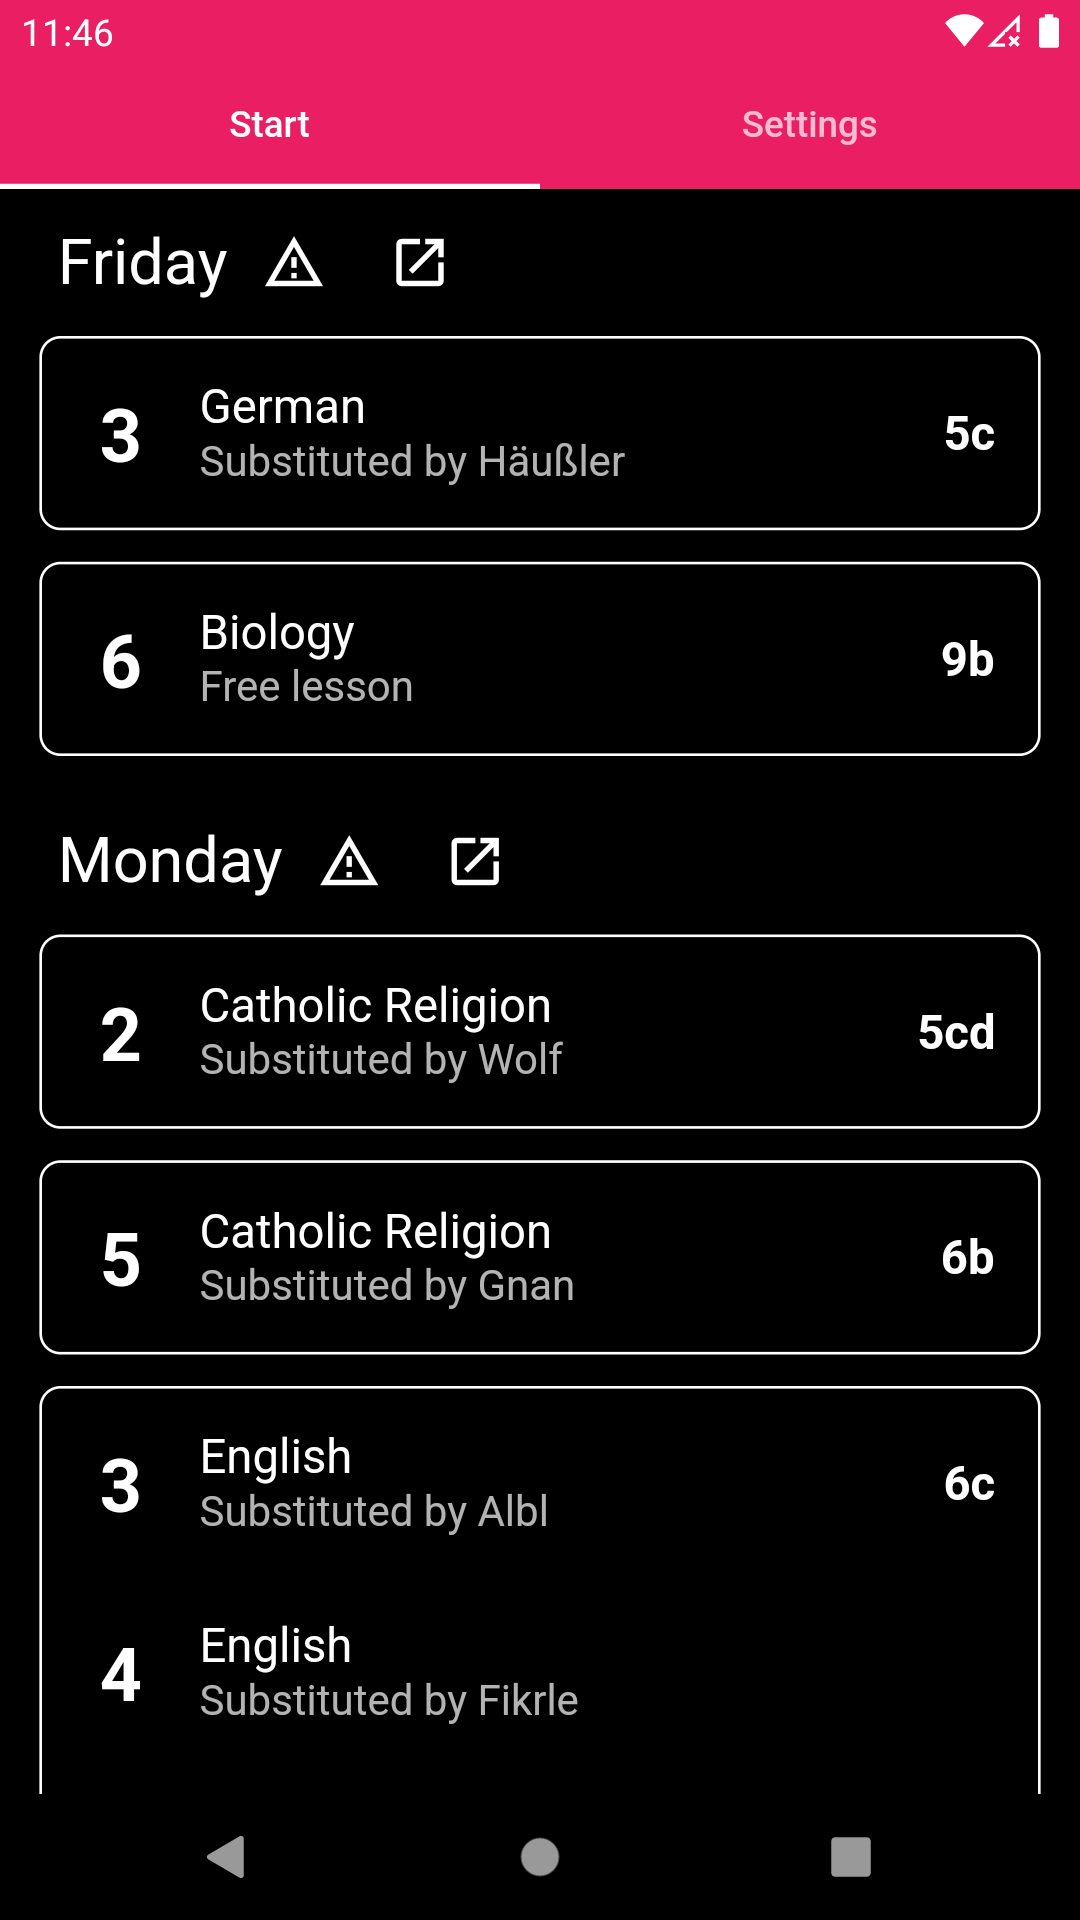 11:46
Start
Settings
Friday
3
German
Substituted by Häußler
5c
6
Biology
Free lesson
9b
Monday
2
Catholic Religion
Substituted by Wolf
5cd
5
Catholic Religion
Substituted by Gnan
6b
3
English
Substituted by Albl
6c
4
English
Substituted by Fikrle